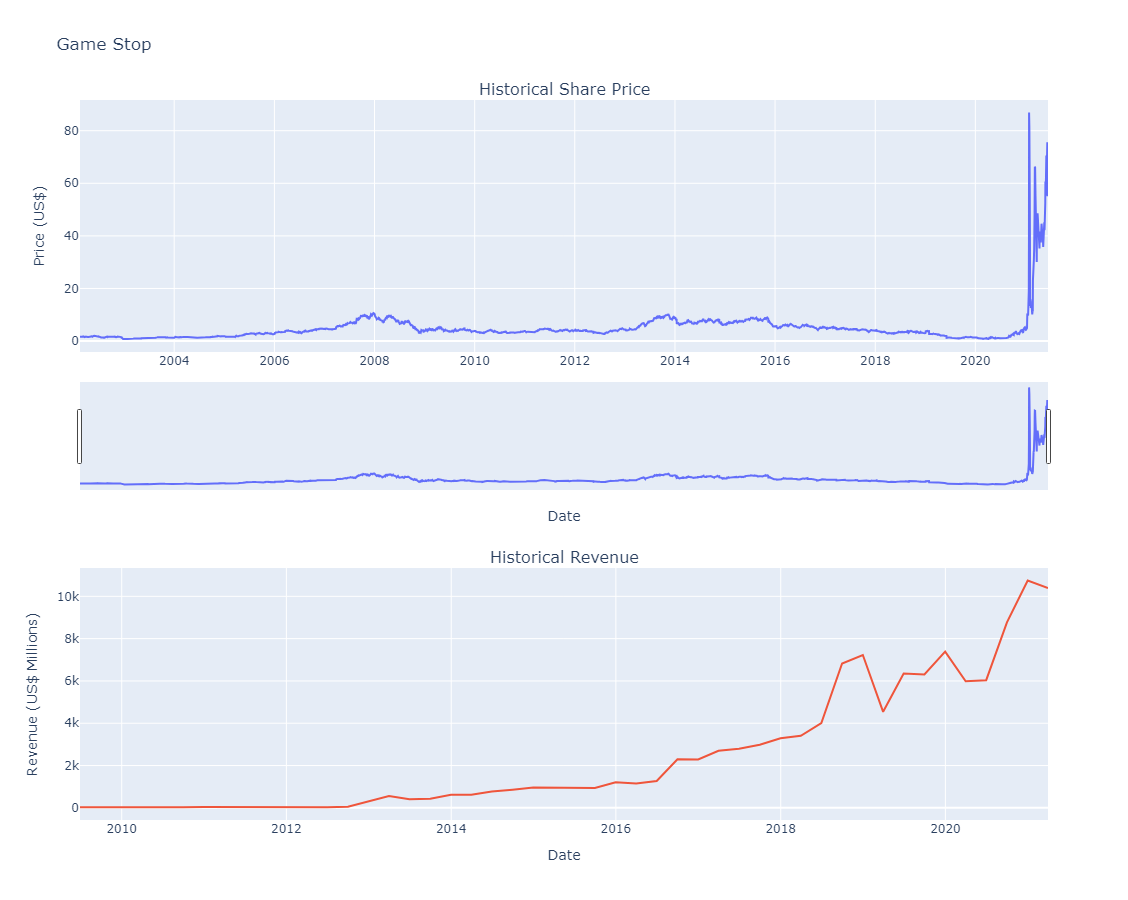 Game Stop
Historical Share Price
Price (US$)
80
60
40
20
0
2004 2006 2008 2010 2012 2014 2016 2018 2020
Date
Historical Revenue
Revenue (US$ Millions)
10k
8k
6k
4k
2k
0
2010 2012 2014 2016 2018 2020
Date